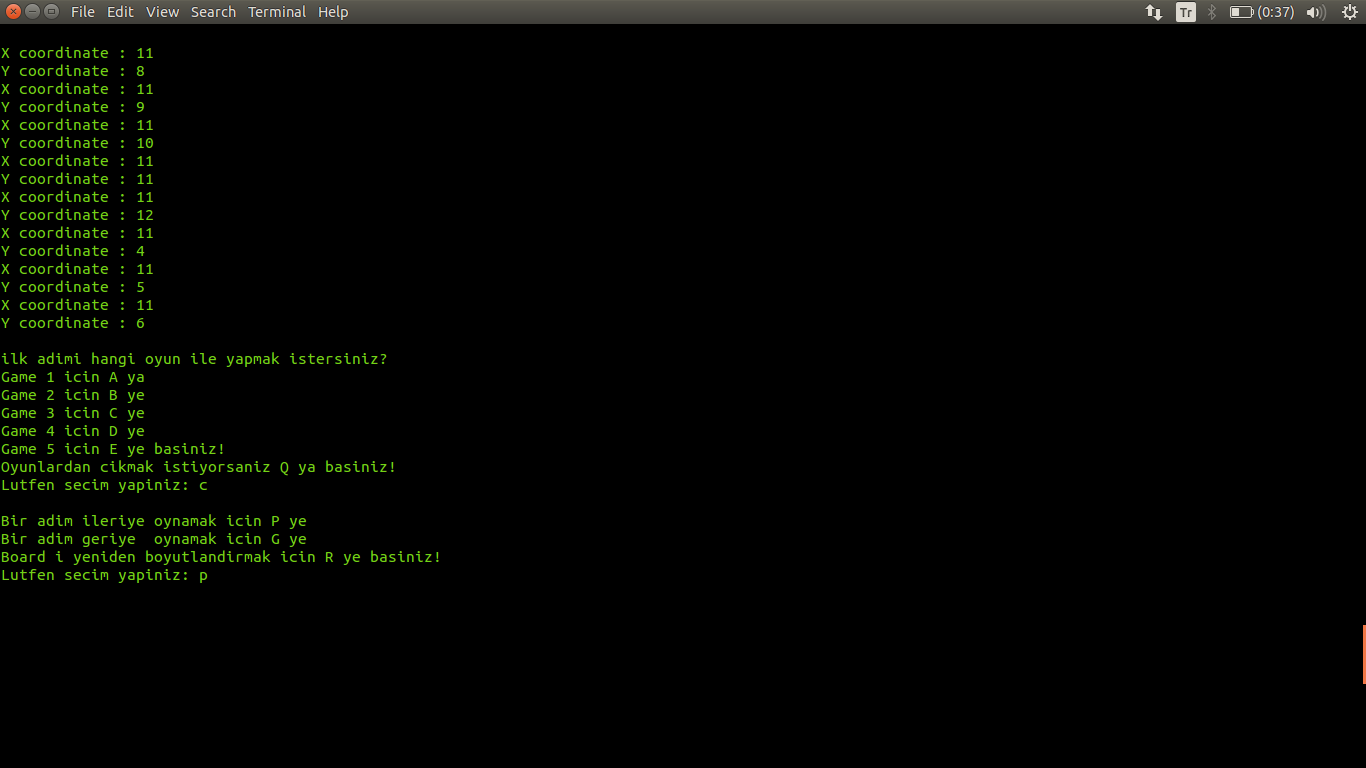 File Edit View Search Terminal Help Tr (0:37)
X coordinate : 11
Y coordinate : 8
X coordinate : 11
Y coordinate : 9
X coordinate : 11
Y coordinate : 10
X coordinate : 11
Y coordinate : 11
X coordinate : 11
Y coordinate : 12
X coordinate : 11
Y coordinate : 4
X coordinate : 11
Y coordinate : 5
X coordinate : 11
Y coordinate : 6
ilk adimi hangi oyun ile yapmak istersiniz?
Game 1 icin A ya
Game 2 icin B ye
Game 3 icin C ye
Game 4 icin D ye
Game 5 icin E ye basiniz!
Oyunlardan cikmak istiyorsaniz Q ya basiniz!
Lutfen secim yapiniz: c
Bir adim ileriye oynamak icin P ye
Bir adim geriye  oynamak icin G ye
Board i yeniden boyutlandirmak icin R ye basiniz!
Lutfen secim yapiniz: p